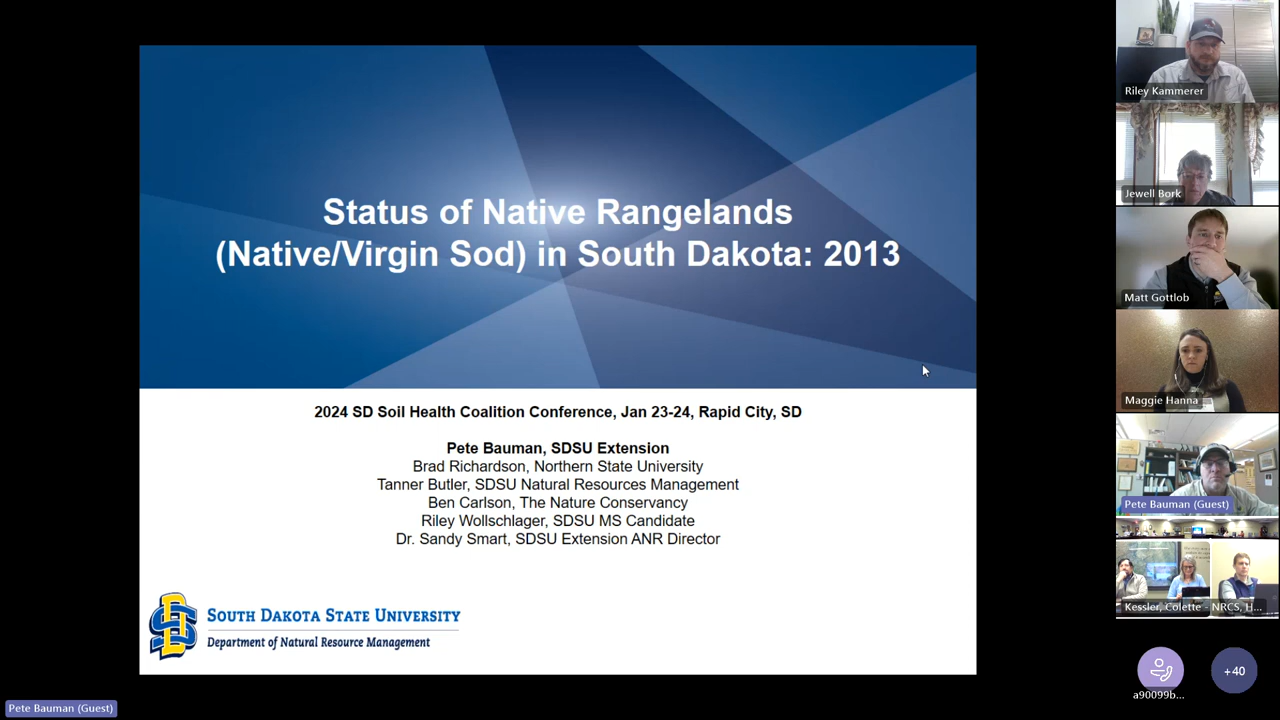 Status of Native Rangelands
(Native/Virgin Sod) in South Dakota: 2013
2024 SD Soil Health Coalition Conference, Jan 23-24, Rapid City, SD
Pete Bauman, SDSU Extension
Brad Richardson, Northern State University
Tanner Butler, SDSU Natural Resources Management
Ben Carlson, The Nature Conservancy
Riley Wollschlager, SDSU MS Candidate
Dr. Sandy Smart, SDSU Extension ANR Director
SOUTH DAKOTA STATE UNIVERSITY
Department of Natural Resource Management
Riley Kammerer
Jewell Bork
Matt Gottlob
Maggie Hanna
Pete Bauman (Guest)
Kessler, Colette - NRCS, H...
a90099b...
+40
Pete Bauman (Guest)